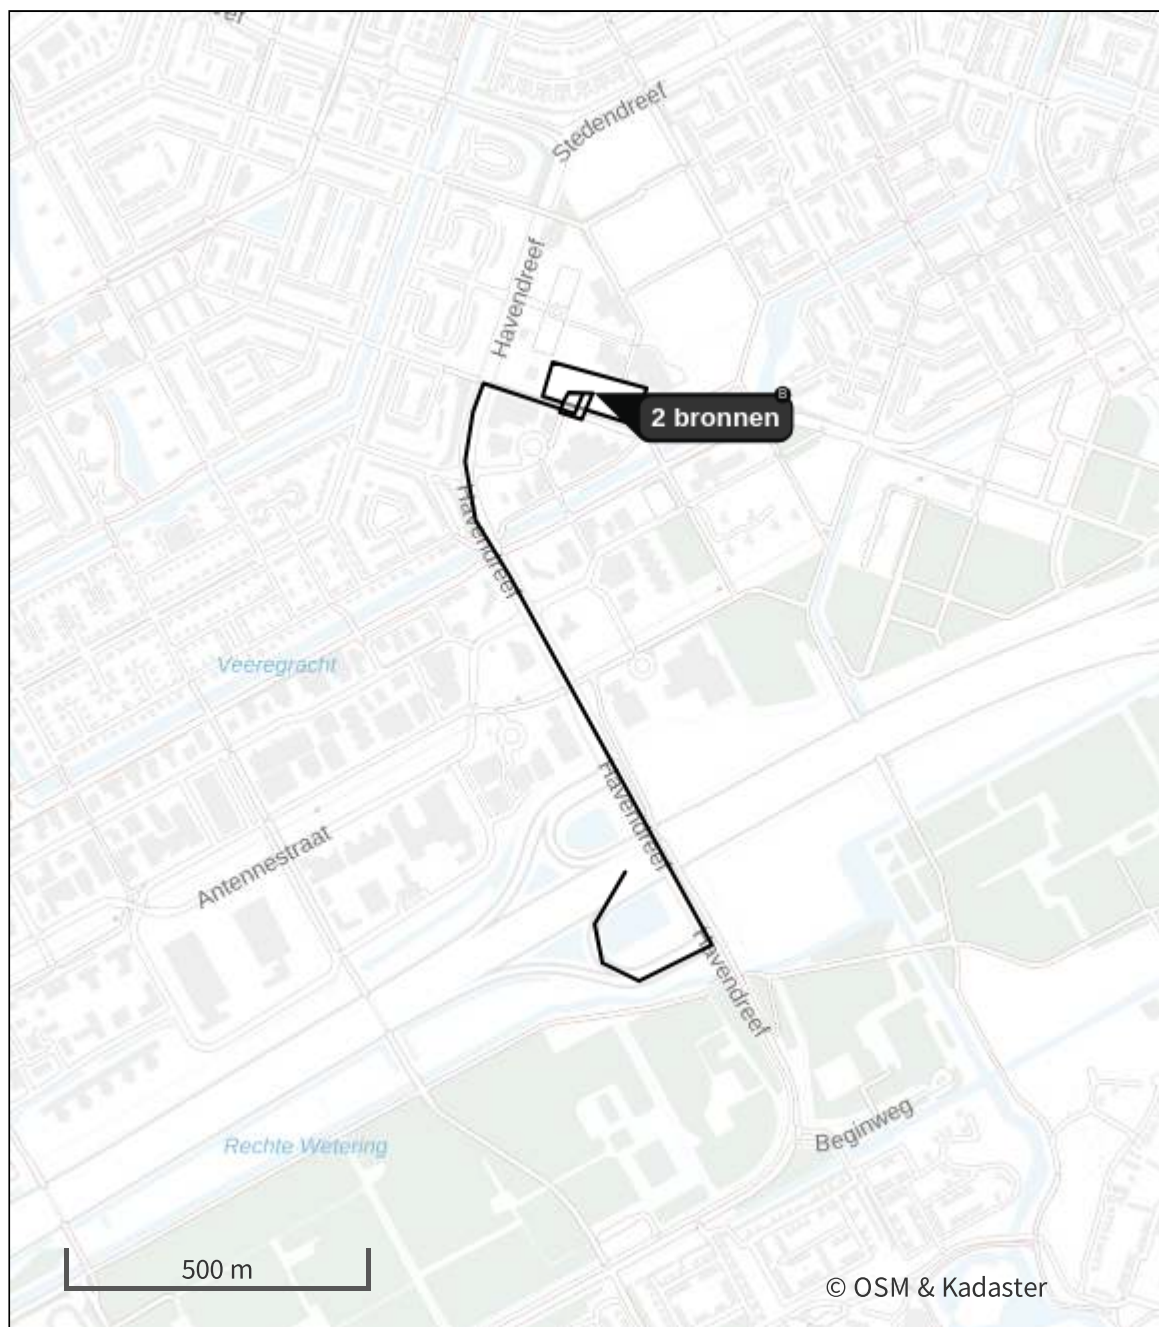 Stedendreef
Havendreef
B
2 bronnen
Havendreef
Veeregracht
Havendreef
Antennestraat
Havendreef
Beginweg
Rechte Wetering
500 m
© OSM & Kadaster